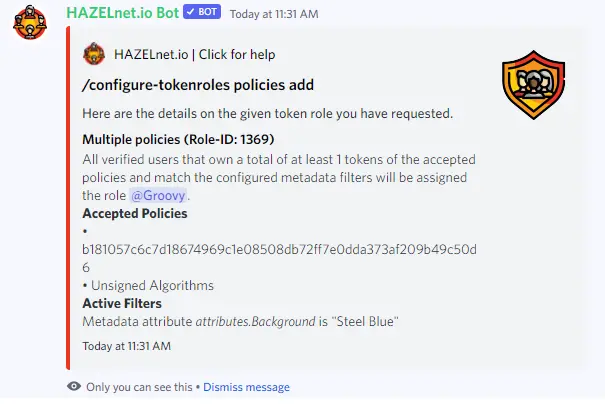 HAZELnet.io Bot ✓ BOT Today at 11:31 AM
HAZELnet.io | Click for help
/configure-tokenroles policies add
Here are the details on the given token role you have requested.
Multiple policies (Role-ID: 1369)
All verified users that own a total of at least 1 tokens of the accepted
policies and match the configured metadata filters will be assigned
the role @Groovy.
Accepted Policies
•
b181057c6c7d18674969c1e08508db72ff7e0dda373af209b49c50d
6
• Unsigned Algorithms
Active Filters
Metadata attribute attributes.Background is "Steel Blue"
Today at 11:31 AM
Only you can see this • Dismiss message